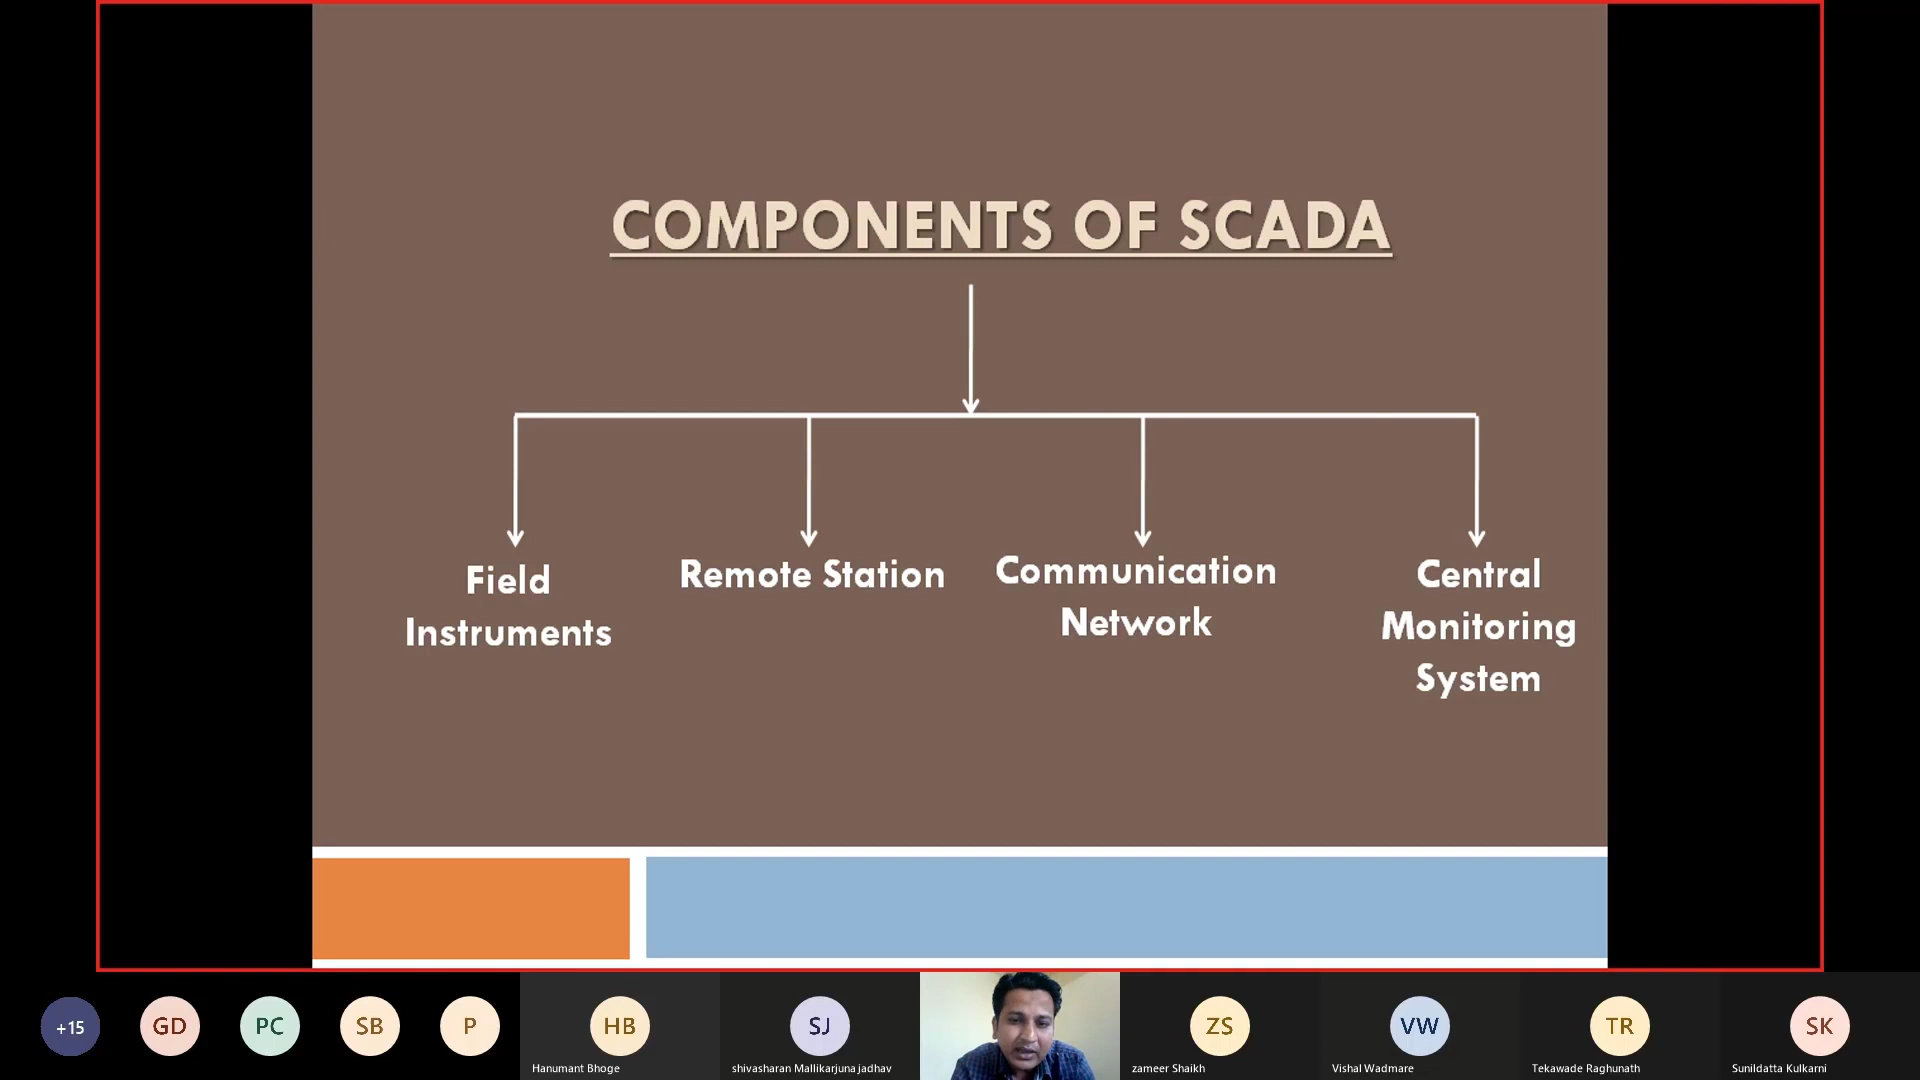 COMPONENTS OF SCADA
Field
Instruments
Remote Station
Communication
Network
Central
Monitoring
System
+15
GD
PC
SB
P
HB
Hanumant Bhoge
SJ
shivasharan Mallikarjuna jadhav
ZS
zameer Shaikh
VW
Vishal Wadmare
TR
Tekawade Raghunath
SK
Sunildatta Kulkarni